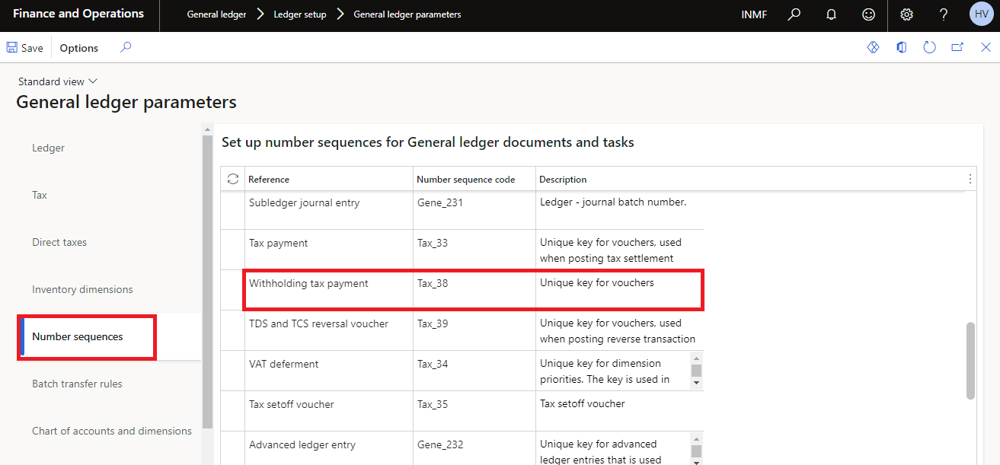 Finance and Operations
General ledger
Ledger setup
General ledger parameters
INMF
?
HV
Save
Options
Standard view
General ledger parameters
Ledger
Tax
Direct taxes
Inventory dimensions
Number sequences
Batch transfer rules
Chart of accounts and dimensions
Set up number sequences for General ledger documents and tasks
Reference Number sequence code Description
Subledger journal entry Gene_231 Ledger - journal batch number.
Tax payment Tax_33 Unique key for vouchers, used
when posting tax settlement
Withholding tax payment Tax_38 Unique key for vouchers
TDS and TCS reversal voucher Tax_39 Unique key for vouchers, used
when posting reverse transaction
VAT deferment Tax_34 Unique key for dimension
priorities. The key is used in
Tax setoff voucher Tax_35 Tax setoff voucher
Advanced ledger entry Gene_232 Unique key for advanced
ledger entries that is used